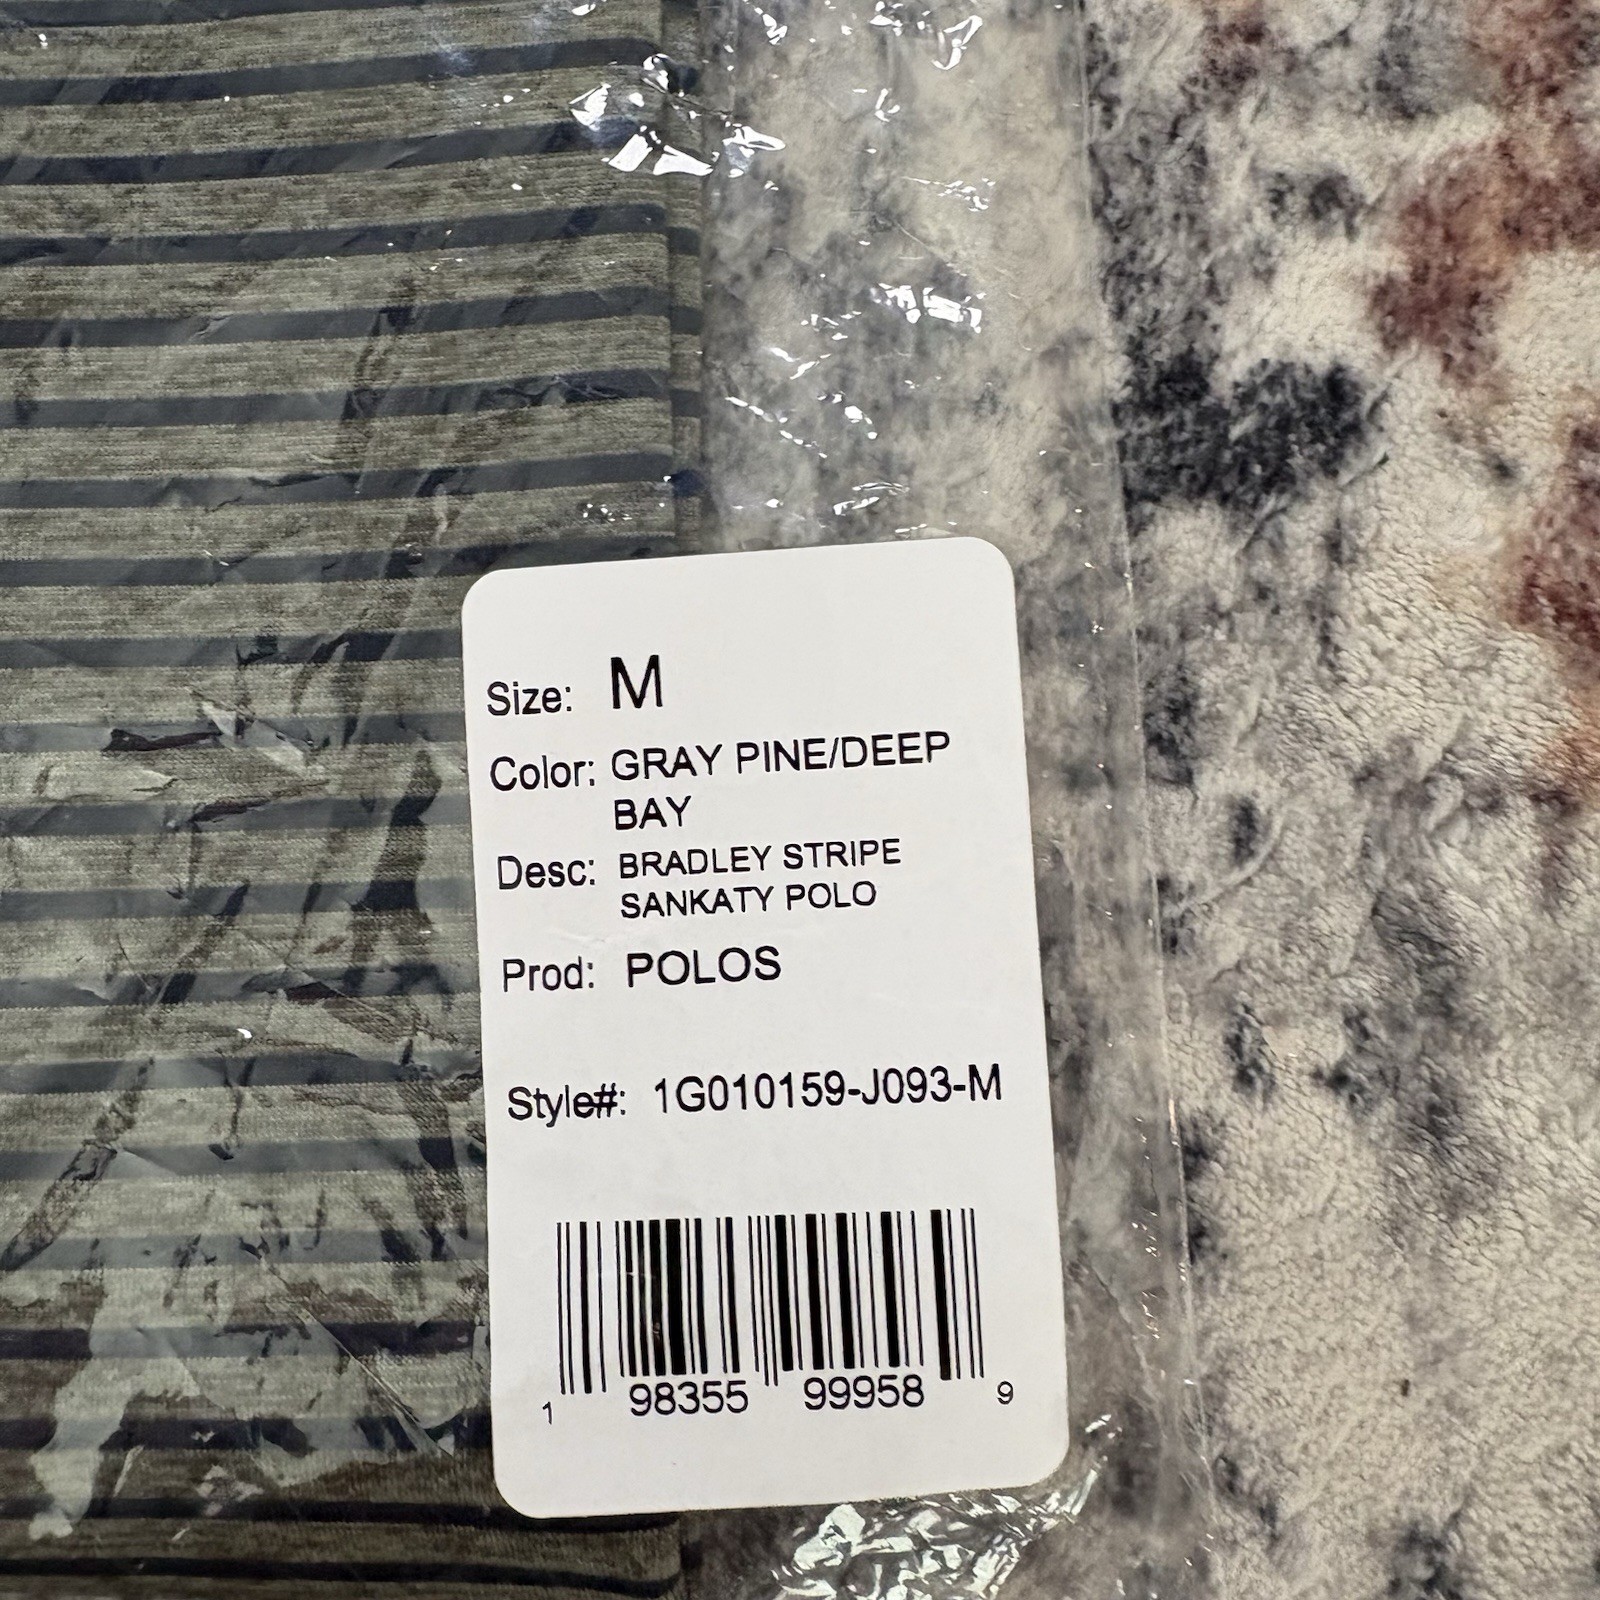 Size: M
Color: GRAY PINE/DEEP
BAY
Desc: BRADLEY STRIPE
SANKATY POLO
Prod: POLOS
Style#: 1G010159-J093-M
1 98355 99958 9